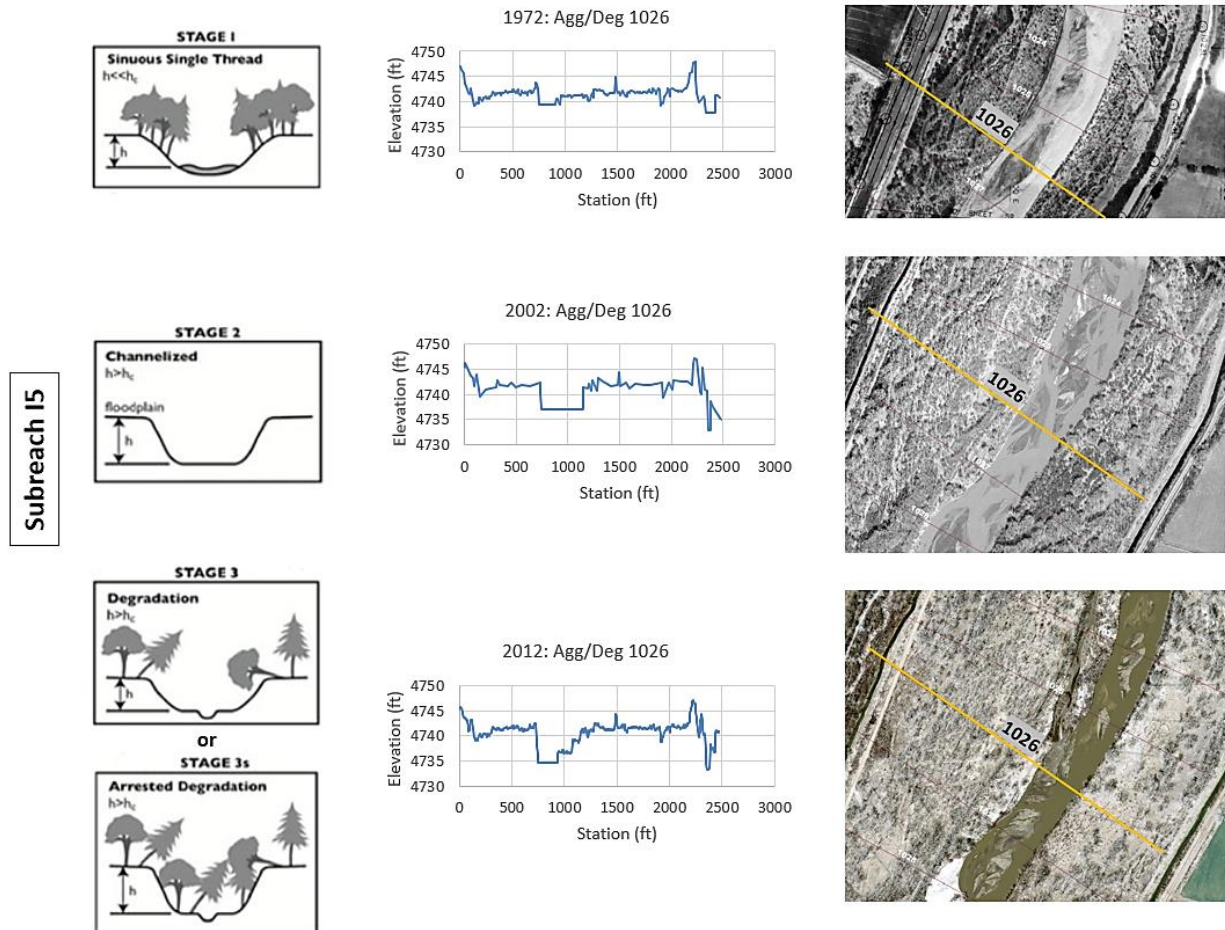 Subreach I5
STAGE I
Sinuous Single Thread
h<<hc
h
1972: Agg/Deg 1026
Elevation (ft)
4750
4745
4740
4735
4730
0 500 1000 1500 2000 2500 3000
Station (ft)
1024
1026
SHEET
STAGE 2
Channelized
h>hc
floodplain
h
2002: Agg/Deg 1026
Elevation (ft)
4750
4745
4740
4735
4730
0 500 1000 1500 2000 2500 3000
Station (ft)
1024
1026
STAGE 3
Degradation
h>hc
h
or
STAGE 3s
Arrested Degradation
h>hc
h
2012: Agg/Deg 1026
Elevation (ft)
4750
4745
4740
4735
4730
0 500 1000 1500 2000 2500 3000
Station (ft)
1026